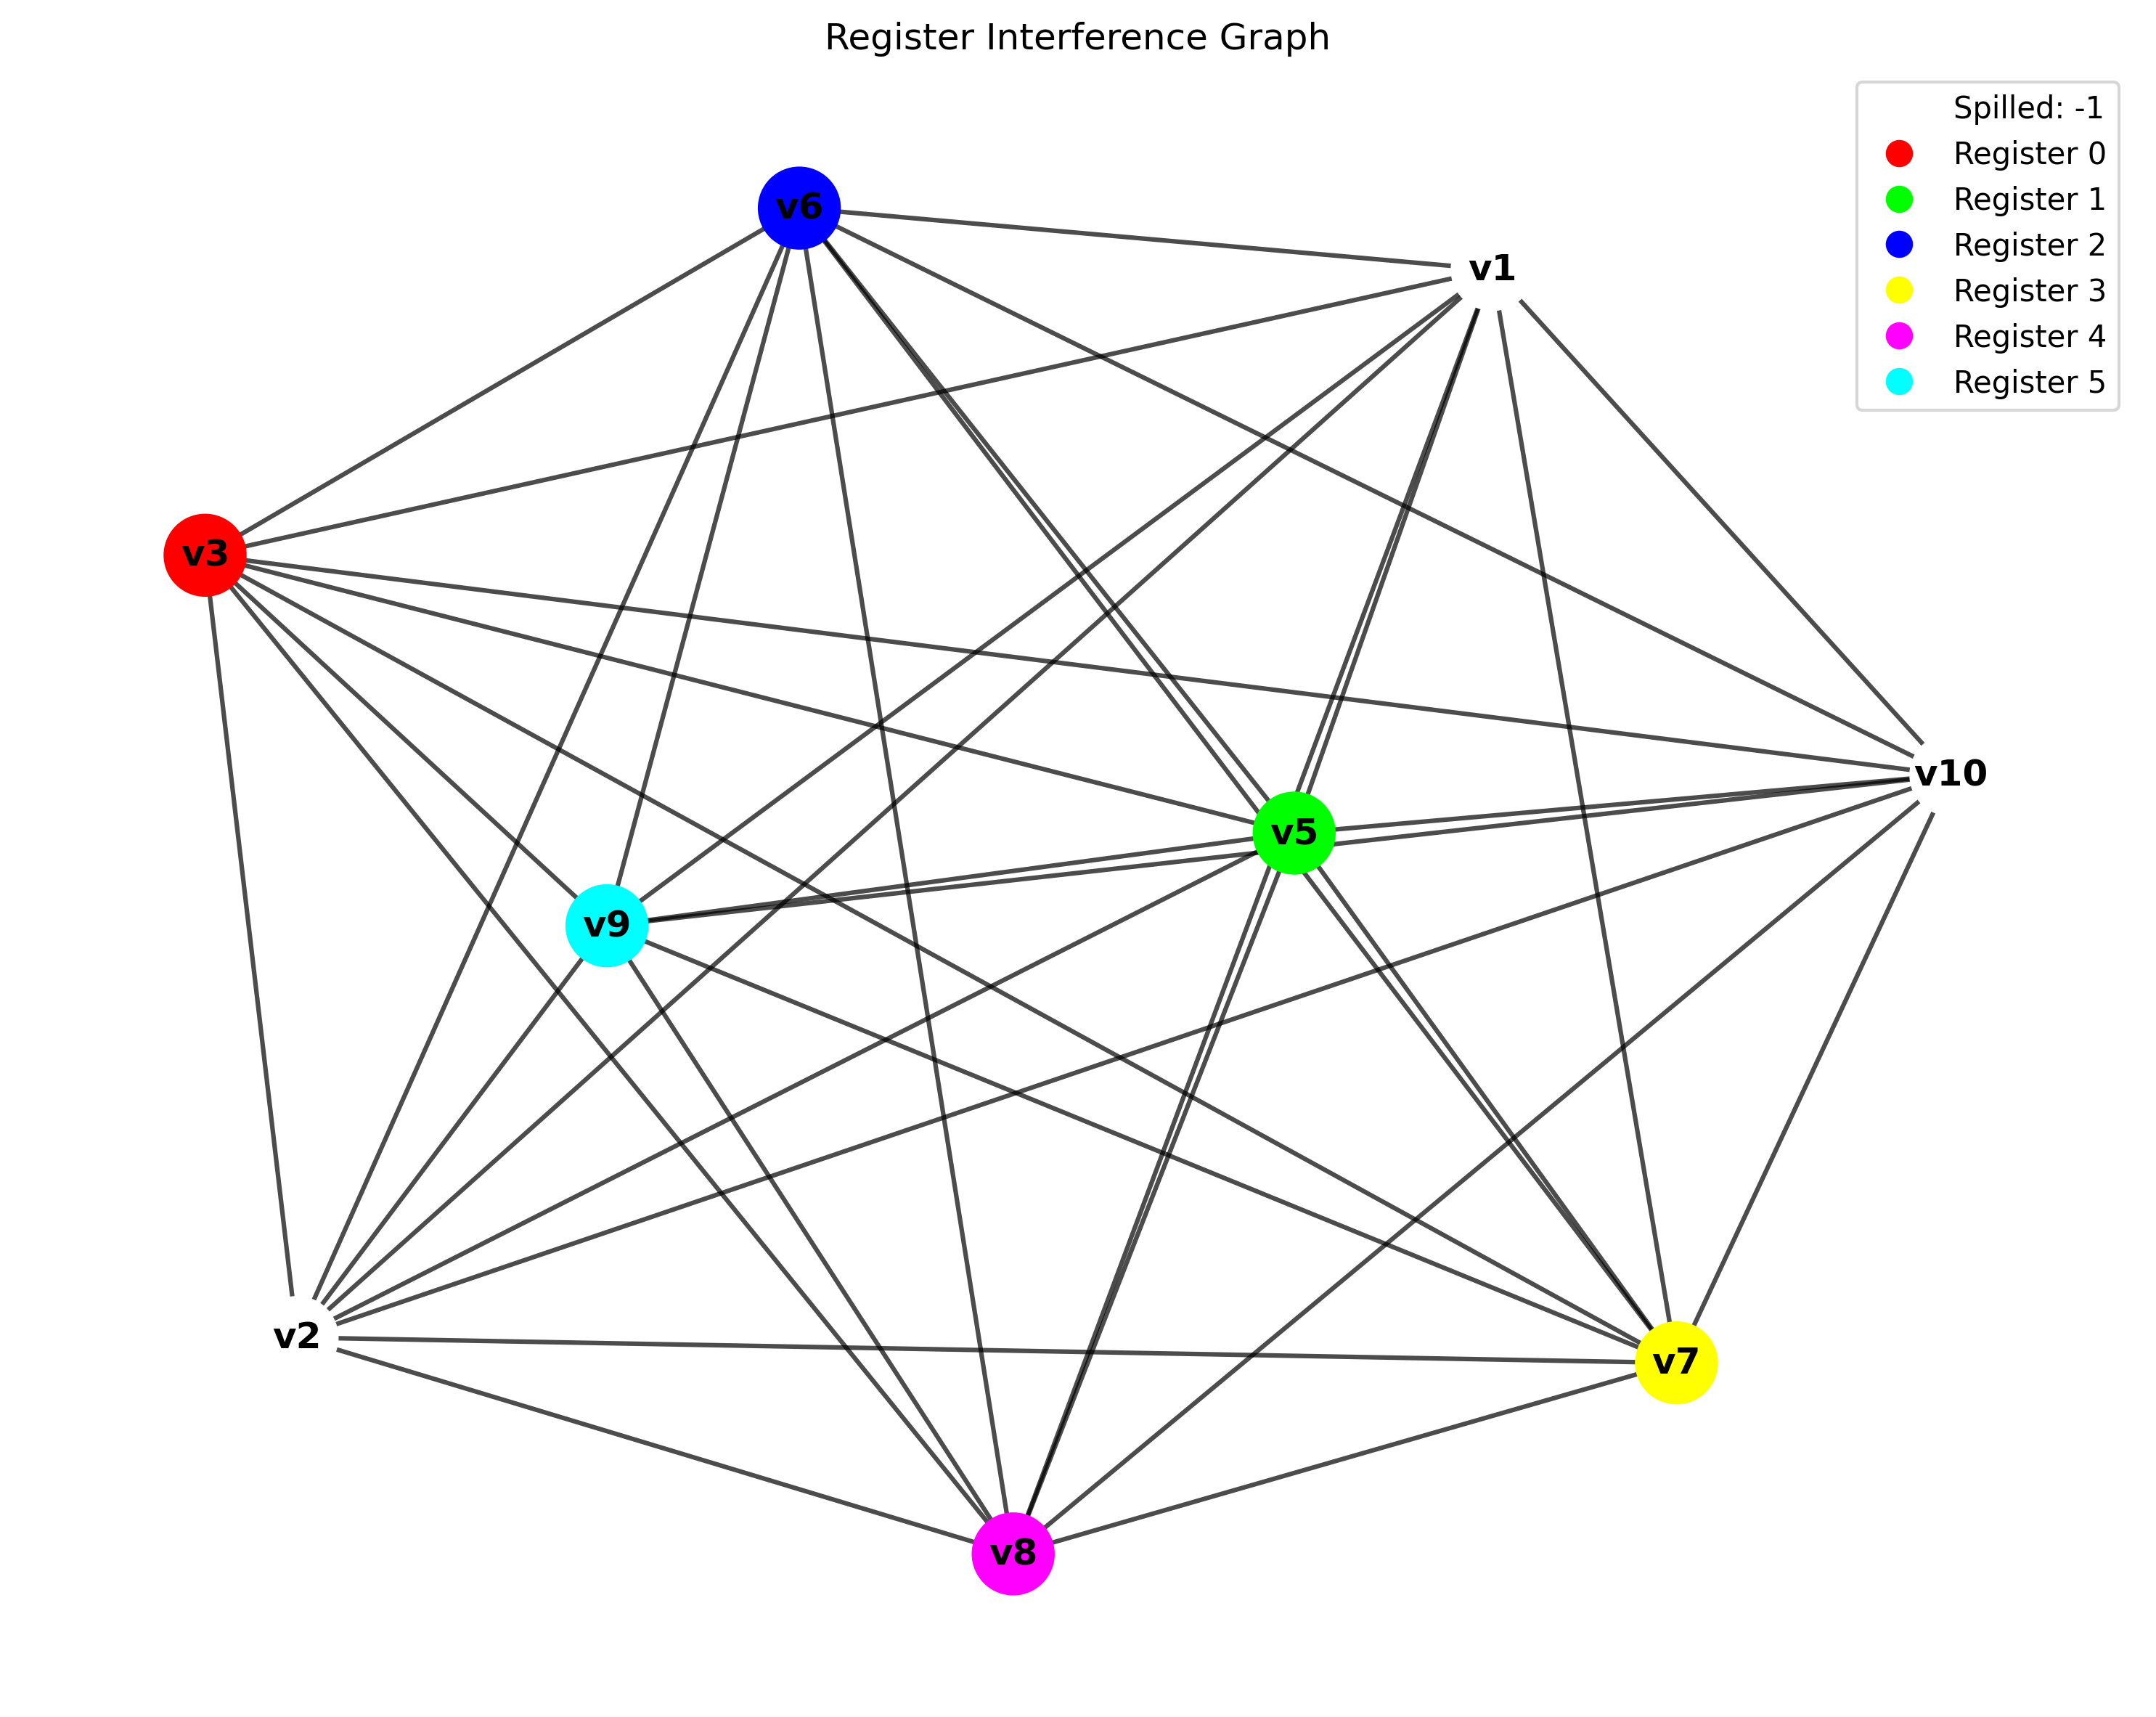 Register Interference Graph
Spilled: -1
Register 0
Register 1
Register 2
Register 3
Register 4
Register 5
v6
v1
v3
v10
v5
v9
v2
v7
v8